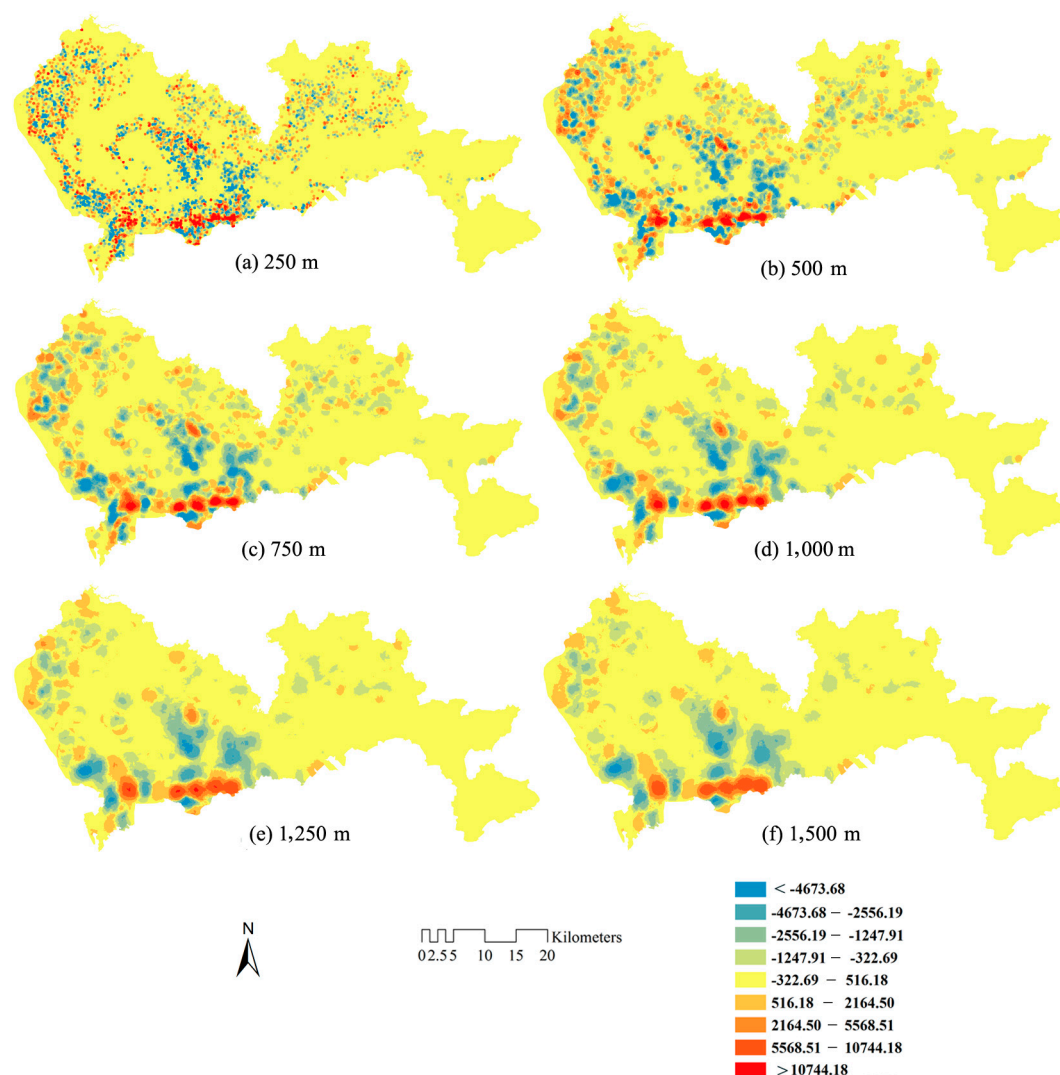 (a) 250 m
(b) 500 m
(c) 750 m
(d) 1,000 m
(e) 1,250 m
(f) 1,500 m
N
0 2.5 5 10 15 20 Kilometers
< -4673.68
-4673.68 – -2556.19
-2556.19 – -1247.91
-1247.91 – -322.69
-322.69 – 516.18
516.18 – 2164.50
2164.50 – 5568.51
5568.51 – 10744.18
>10744.18